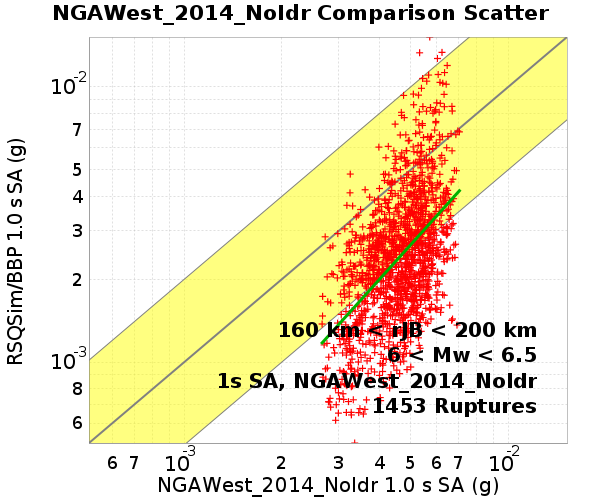 NGAWest_2014_NoIdr Comparison Scatter
RSQSim/BBP 1.0 s SA (g)
10-2
7
5
4
3
2
10-3
8
6
160 km < rJB < 200 km
6 < Mw < 6.5
1s SA, NGAWest_2014_NoIdr
1453 Ruptures
6 7 10-3 2 3 4 5 6 7 10-2
NGAWest_2014_NoIdr 1.0 s SA (g)